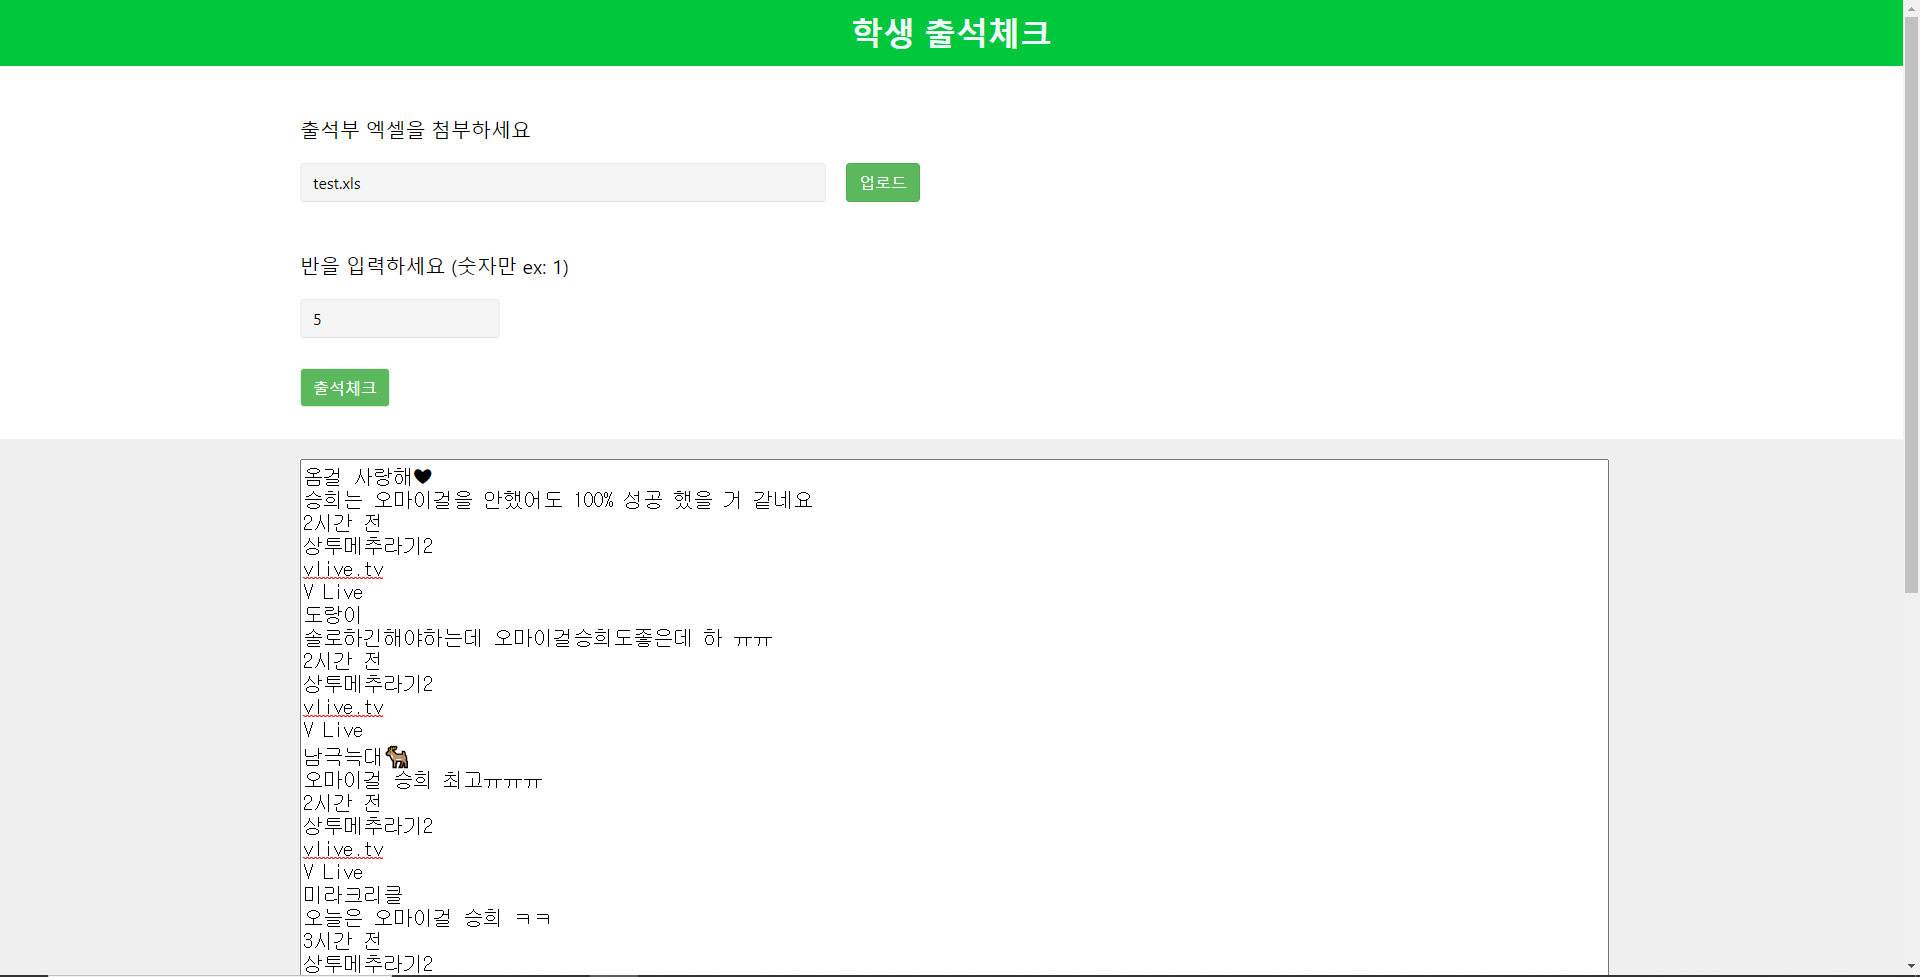 학생 출석체크
출석부 엑셀을 첨부하세요
test.xls
업로드
반을 입력하세요 (숫자만 ex: 1)
5
출석체크
옴걸 사랑해♥
승희는 오마이걸을 안했어도 100% 성공 했을 거 같네요
2시간 전
상투메추라기2
vlive.tv
V Live
도랑이
솔로하긴해야하는데 오마이걸승희도좋은데 하 ㅠㅠ
2시간 전
상투메추라기2
vlive.tv
V Live
남극늑대🐐
오마이걸 승희 최고ㅠㅠㅠ
2시간 전
상투메추라기2
vlive.tv
V Live
미라크리클
오늘은 오마이걸 승희 ㅋㅋ
3시간 전
상투메추라기2